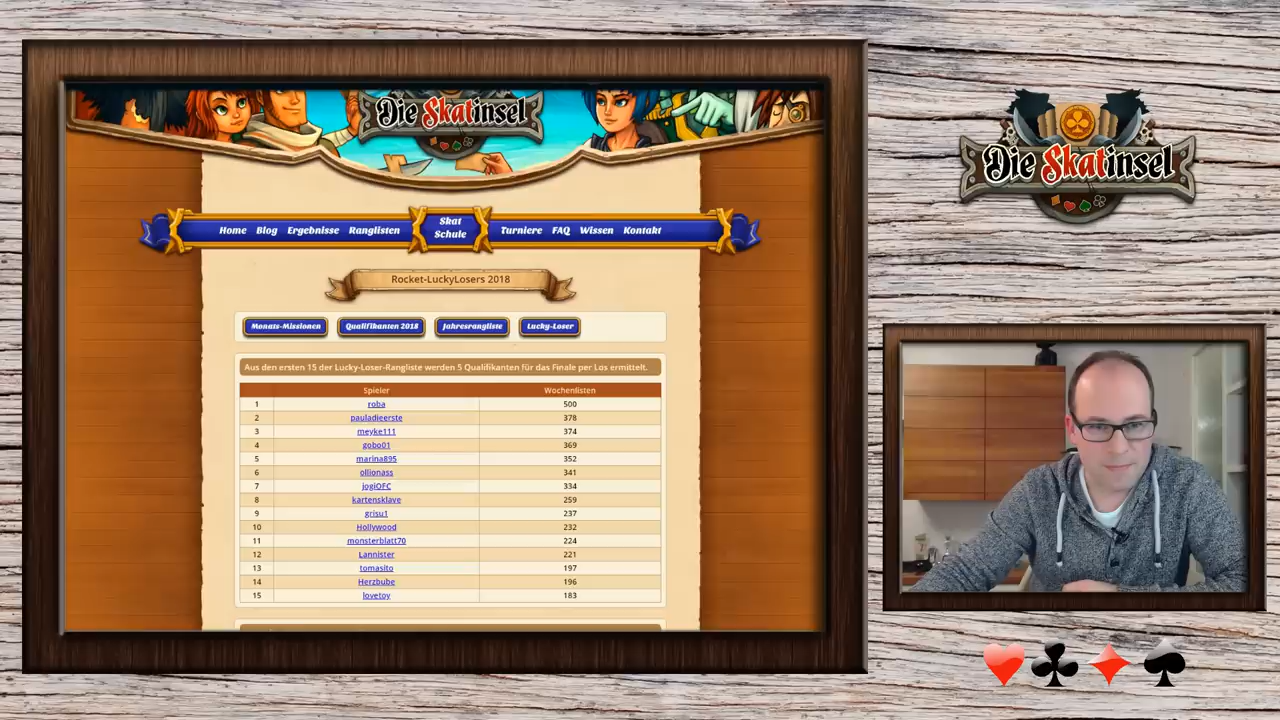 Die Skatinsel
Die Skatinsel
Home Blog Ergebnisse Ranglisten Skat Schule Turniere FAQ Wissen Kontakt
Rocket-LuckyLosers 2018
Monats-Missionen Qualifikanten 2018 Jahresrangliste Lucky-Loser
Aus den ersten 15 der Lucky-Loser-Rangliste werden 5 Qualifikanten für das Finale per Los ermittelt.
Spieler Wochenlisten
1 roba 500
2 pauladieerste 378
3 meyke111 374
4 gobo01 369
5 marina895 352
6 ollionass 341
7 jogiOFC 334
8 kartensklave 259
9 grisu1 237
10 Hollywood 232
11 monsterblatt70 224
12 Lannister 221
13 tomasito 197
14 Herzbube 196
15 lovetoy 183